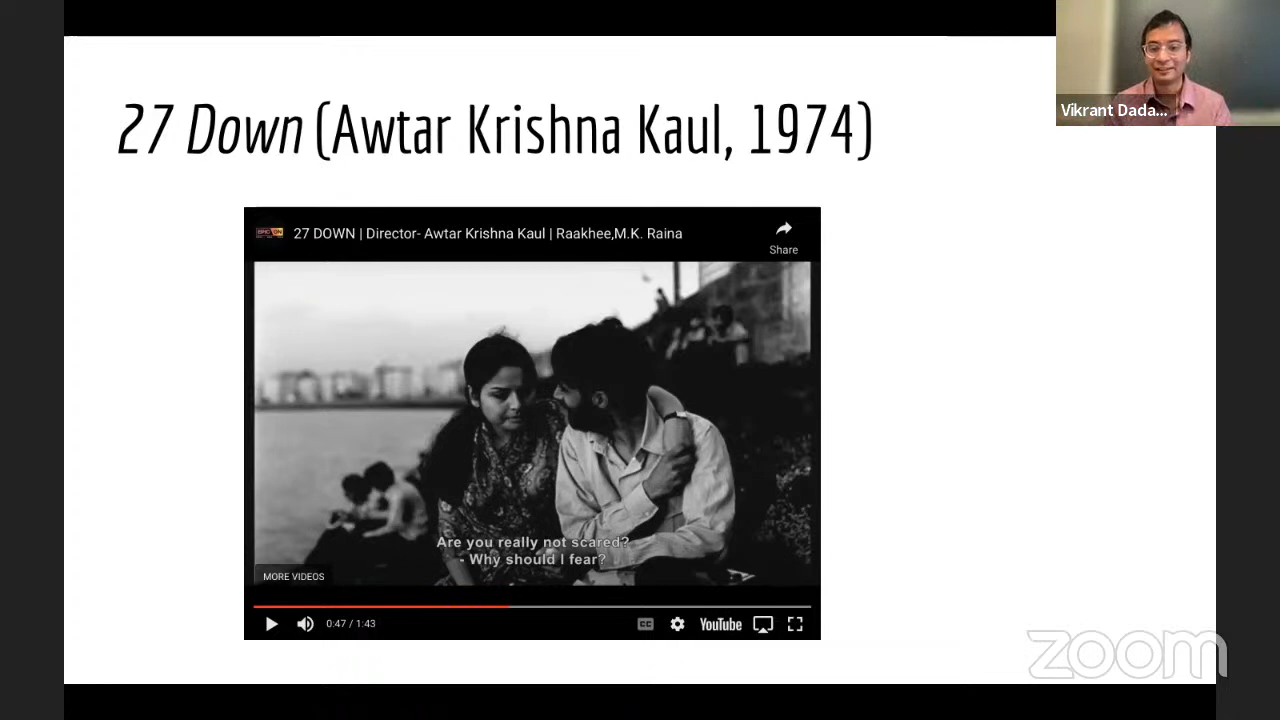 27 Down (Awtar Krishna Kaul, 1974)
Vikrant Dada...
27 DOWN | Director- Awtar Krishna Kaul | Raakhee,M.K. Raina
Share
Are you really not scared?
- Why should I fear?
MORE VIDEOS
0:47 / 1:43
CC
YouTube
zoom